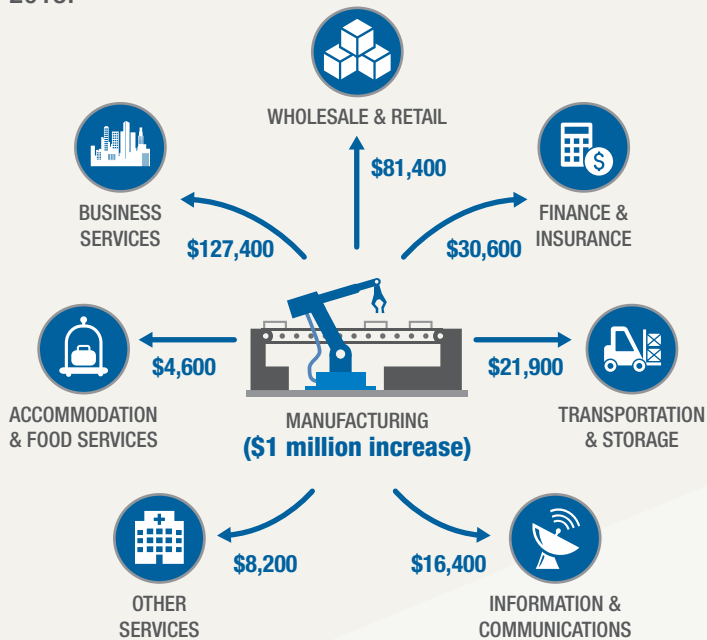 WHOLESALE & RETAIL
$81,400
BUSINESS
SERVICES
$127,400
FINANCE &
INSURANCE
$30,600
$
ACCOMMODATION
& FOOD SERVICES
$4,600
TRANSPORTATION
& STORAGE
$21,900
MANUFACTURING
($1 million increase)
OTHER
SERVICES
$8,200
INFORMATION &
COMMUNICATIONS
$16,400